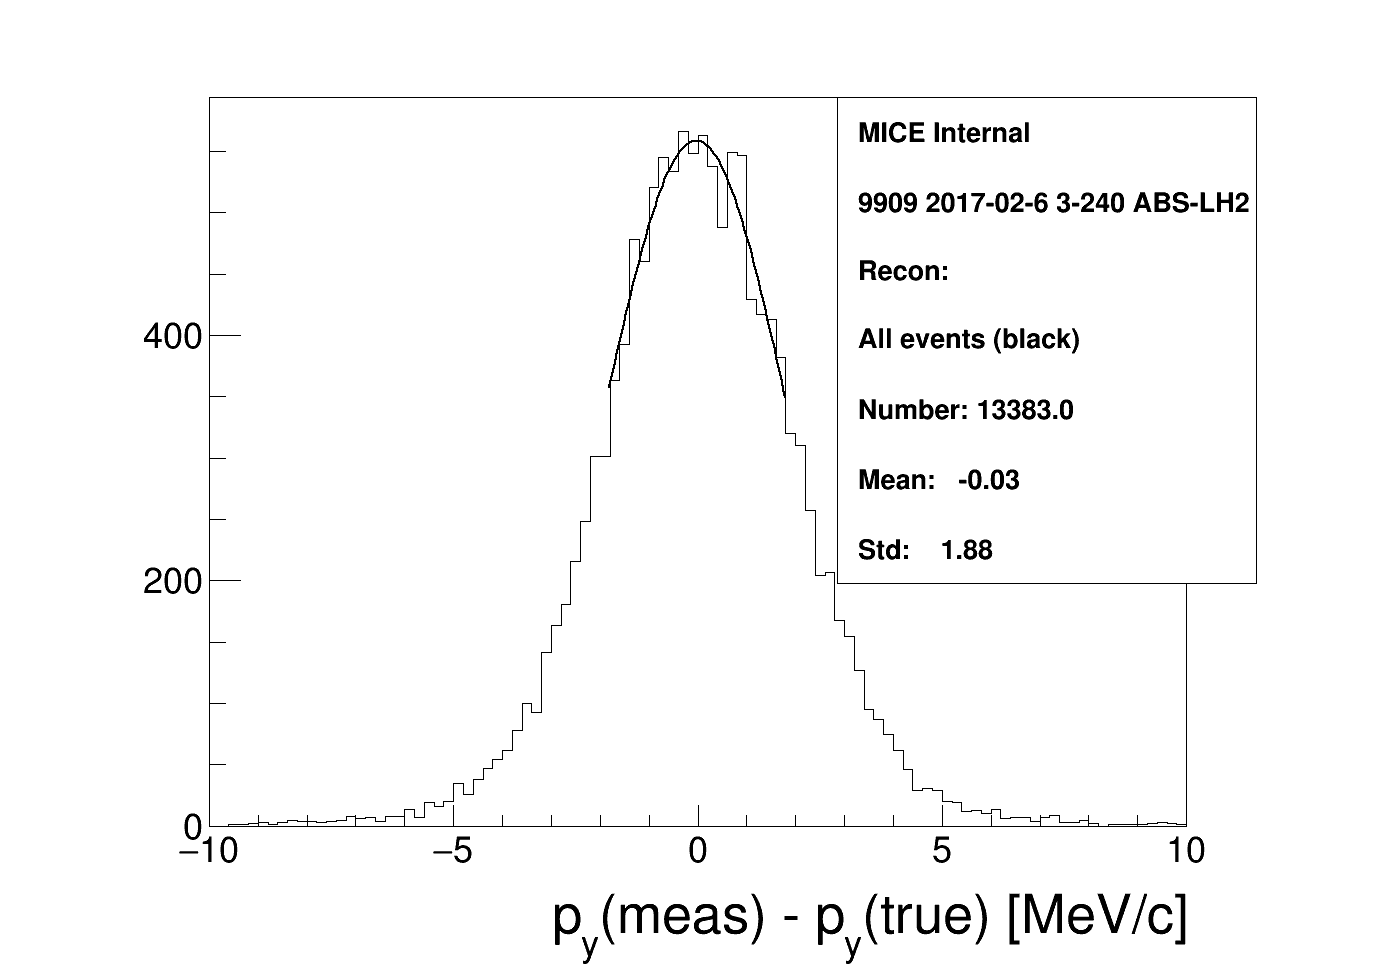 MICE Internal
9909 2017-02-6 3-240 ABS-LH2
Recon:
All events (black)
Number: 13383.0
Mean: -0.03
Std: 1.88
400
200
0
−10 −5 0 5 10
py(meas) - py(true) [MeV/c]